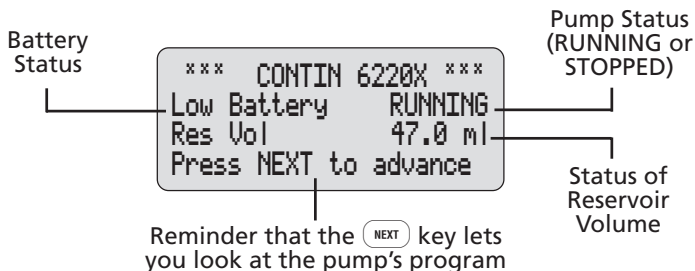 Battery
Status
Pump Status
(RUNNING or
STOPPED)
*** CONTIN 6220X ***
Low Battery RUNNING
Res Vol 47.0 ml
Press NEXT to advance
Status of
Reservoir
Volume
Reminder that the NEXT key lets
you look at the pump's program